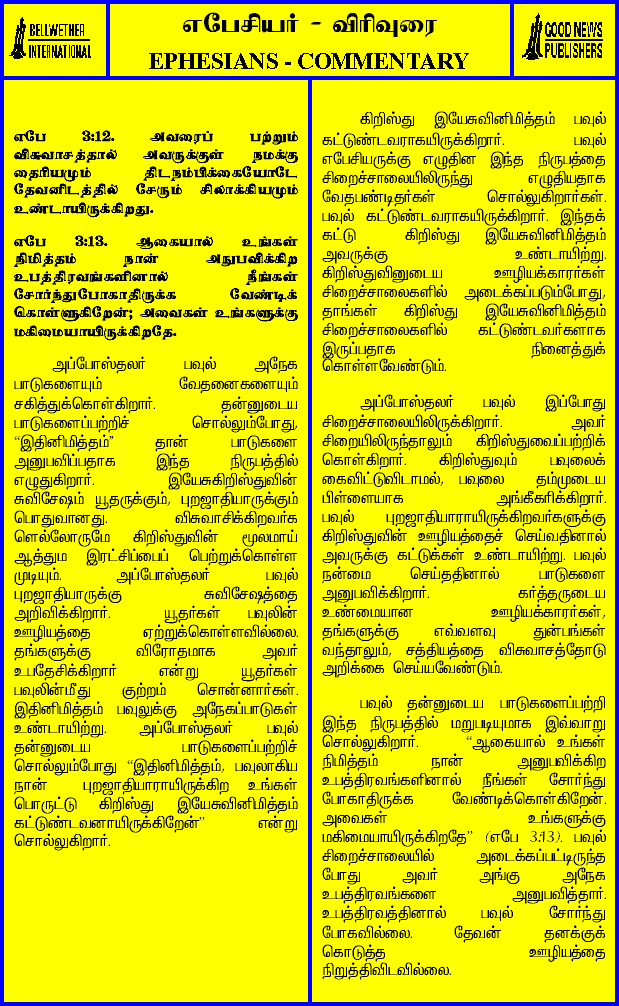 BELLWETHER
INTERNATIONAL
எபேசியர் - விரிவுரை
EPHESIANS - COMMENTARY
GOOD NEWS
PUBLISHERS
எபே 3:12. அவரைப் பற்றும்
விசுவாசத்தால் அவருக்குள் நமக்கு
தைரியமும் திடநம்பிக்கையோடே
தேவனிடத்தில் சேரும் சிலாக்கியமும்
உண்டாயிருக்கிறது.
எபே 3:13. ஆகையால் உங்கள்
நிமித்தம் நான் அநுபவிக்கிற
உபத்திரவங்களினால் நீங்கள்
சோர்ந்துபோகாதிருக்க வேண்டிக்
கொள்ளுகிறேன்; அவைகள் உங்களுக்கு
மகிமையாயிருக்கிறதே.
அப்போஸ்தலர் பவுல் அநேக
பாடுகளையும் வேதனைகளையும்
சகித்துக்கொள்கிறார். தன்னுடைய
பாடுகளைப்பற்றிச் சொல்லும்போது,
“இதினிமித்தம்” தான் பாடுகளை
அனுபவிப்பதாக இந்த நிருபத்தில்
எழுதுகிறார். இயேசுகிறிஸ்துவின்
சுவிசேஷம் யூதருக்கும், புறஜாதியாருக்கும்
பொதுவானது. விசுவாசிக்கிறவர்க
ளெல்லோருமே கிறிஸ்துவின் மூலமாய்
ஆத்தும இரட்சிப்பைப் பெற்றுக்கொள்ள
முடியும். அப்போஸ்தலர் பவுல்
புறஜாதியாருக்கு சுவிசேஷத்தை
அறிவிக்கிறார். யூதர்கள் பவுலின்
ஊழியத்தை ஏற்றுக்கொள்ளவில்லை.
தங்களுக்கு விரோதமாக அவர்
உபதேசிக்கிறார் என்று யூதர்கள்
பவுலின்மீது குற்றம் சொன்னார்கள்.
இதினிமித்தம் பவுலுக்கு அநேகப்பாடுகள்
உண்டாயிற்று. அப்போஸ்தலர் பவுல்
தன்னுடைய பாடுகளைப்பற்றிச்
சொல்லும்போது “இதினிமித்தம், பவுலாகிய
நான் புறஜாதியாராயிருக்கிற உங்கள்
பொருட்டு கிறிஸ்து இயேசுவினிமித்தம்
கட்டுண்டவனாயிருக்கிறேன்” என்று
சொல்லுகிறார்.
கிறிஸ்து இயேசுவினிமித்தம் பவுல்
கட்டுண்டவராகயிருக்கிறார். பவுல்
எபேசியருக்கு எழுதின இந்த நிருபத்தை
சிறைச்சாலையிலிருந்து எழுதியதாக
வேதபண்டிதர்கள் சொல்லுகிறார்கள்.
பவுல் கட்டுண்டவராகயிருக்கிறார். இந்தக்
கட்டு கிறிஸ்து இயேசுவினிமித்தம்
அவருக்கு உண்டாயிற்று.
கிறிஸ்துவினுடைய ஊழியக்காரர்கள்
சிறைச்சாலைகளில் அடைக்கப்படும்போது,
தாங்கள் கிறிஸ்து இயேசுவினிமித்தம்
சிறைச்சாலைகளில் கட்டுண்டவர்களாக
இருப்பதாக நினைத்துக்
கொள்ளவேண்டும்.
அப்போஸ்தலர் பவுல் இப்போது
சிறைச்சாலையிலிருக்கிறார். அவர்
சிறையிலிருந்தாலும் கிறிஸ்துவைப்பற்றிக்
கொள்கிறார். கிறிஸ்துவும் பவுலைக்
கைவிட்டுவிடாமல், பவுலை தம்முடைய
பிள்ளையாக அங்கீகரிக்கிறார்.
பவுல் புறஜாதியாராயிருக்கிறவர்களுக்கு
கிறிஸ்துவின் ஊழியத்தைச் செய்வதினால்
அவருக்கு கட்டுக்கள் உண்டாயிற்று. பவுல்
நன்மை செய்ததினால் பாடுகளை
அனுபவிக்கிறார். கர்த்தருடைய
உண்மையான ஊழியக்காரர்கள்,
தங்களுக்கு எவ்வளவு துன்பங்கள்
வந்தாலும், சத்தியத்தை விசுவாசத்தோடு
அறிக்கை செய்யவேண்டும்.
பவுல் தன்னுடைய பாடுகளைப்பற்றி
இந்த நிருபத்தில் மறுபடியுமாக இவ்வாறு
சொல்லுகிறார். “ஆகையால் உங்கள்
நிமித்தம் நான் அனுபவிக்கிற
உபத்திரவங்களினால் நீங்கள் சோர்ந்து
போகாதிருக்க வேண்டிக்கொள்கிறேன்.
அவைகள் உங்களுக்கு
மகிமையாயிருக்கிறதே” (எபே 3:13). பவுல்
சிறைச்சாலையில் அடைக்கப்பட்டிருந்த
போது அவர் அங்கு அநேக
உபத்திரவங்களை அனுபவித்தார்.
உபத்திரவத்தினால் பவுல் சோர்ந்து
போகவில்லை. தேவன் தனக்குக்
கொடுத்த ஊழியத்தை
நிறுத்திவிடவில்லை.